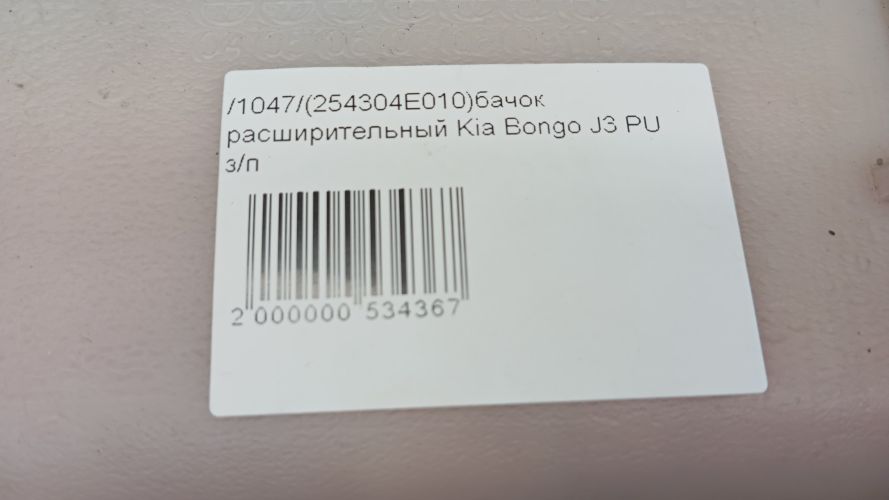 /1047/(254304E010)бачок
расширительный Kia Bongo J3 PU
з/п
2 000000 534367